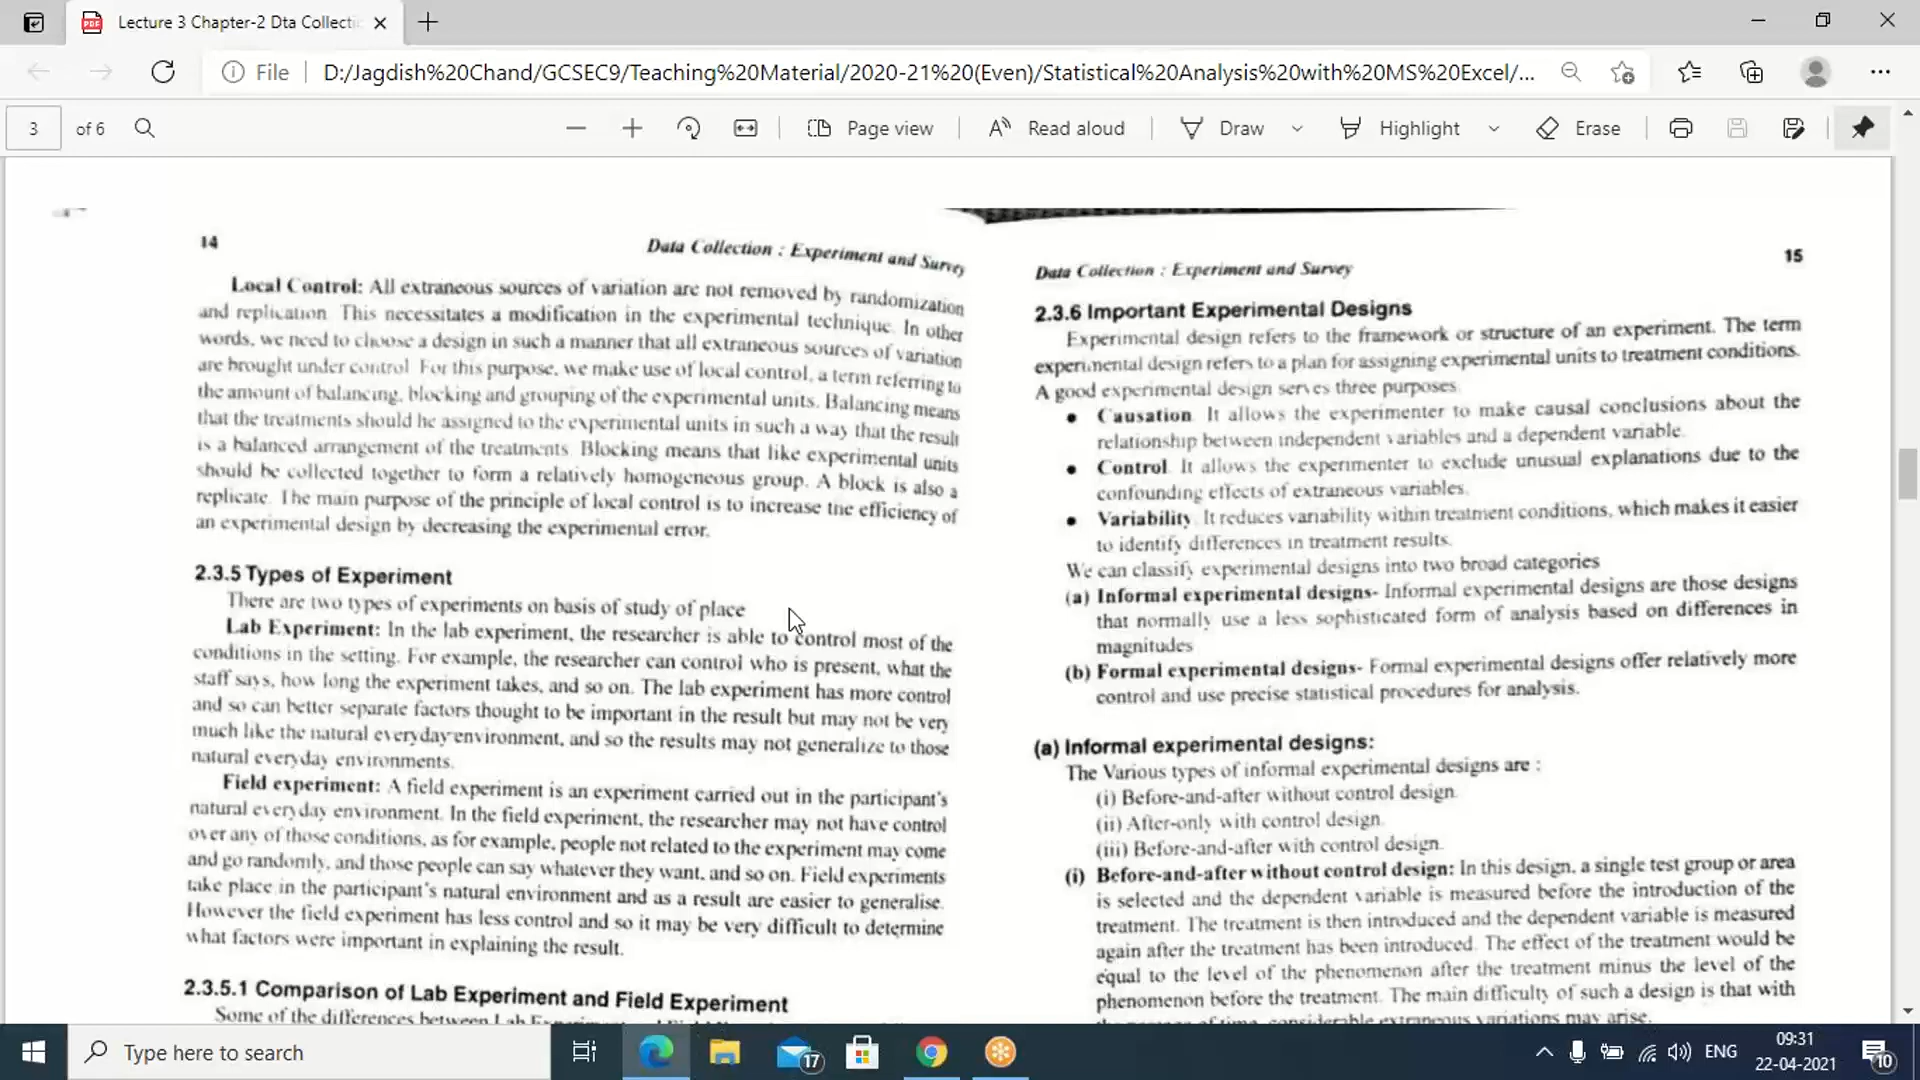 Lecture 3 Chapter-2 Dta Collecti
File
D:/Jagdish%20Chand/GCSEC9/Teaching%20Material/2020-21%20(Even)/Statistical%20Analysis%20with%20MS%20Excel/...
3 of 6
Page view
Read aloud
Draw
Highlight
Erase
14
Data Collection : Experiment and Survey
Local Control: All extraneous sources of variation are not removed by randomization
and replication. This necessitates a modification in the experimental technique. In other
words, we need to choose a design in such a manner that all extraneous sources of variation
are brought under control. For this purpose, we make use of local control, a term referring to
the amount of balancing, blocking and grouping of the experimental units. Balancing means
that the treatments should be assigned to the experimental units in such a way that the result
is a balanced arrangement of the treatments. Blocking means that like experimental units
should be collected together to form a relatively homogeneous group. A block is also a
replicate. The main purpose of the principle of local control is to increase the efficiency of
an experimental design by decreasing the experimental error.
2.3.5 Types of Experiment
There are two types of experiments on basis of study of place
Lab Experiment: In the lab experiment, the researcher is able to control most of the
conditions in the setting. For example, the researcher can control who is present, what the
staff says, how long the experiment takes, and so on. The lab experiment has more control
and so can better separate factors thought to be important in the result but may not be very
much like the natural everyday environment, and so the results may not generalize to those
natural everyday environments.
Field experiment: A field experiment is an experiment carried out in the participant's
natural everyday environment. In the field experiment, the researcher may not have control
over any of those conditions, as for example, people not related to the experiment may come
and go randomly, and those people can say whatever they want, and so on. Field experiments
take place in the participant's natural environment and as a result are easier to generalise.
However the field experiment has less control and so it may be very difficult to determine
what factors were important in explaining the result.
2.3.5.1 Comparison of Lab Experiment and Field Experiment
Some of the differences between Lab
Data Collection : Experiment and Survey
15
2.3.6 Important Experimental Designs
Experimental design refers to the framework or structure of an experiment. The term
experimental design refers to a plan for assigning experimental units to treatment conditions.
A good experimental design serves three purposes.
• Causation. It allows the experimenter to make causal conclusions about the
relationship between independent variables and a dependent variable.
• Control. It allows the experimenter to exclude unusual explanations due to the
confounding effects of extraneous variables.
• Variability. It reduces variability within treatment conditions, which makes it easier
to identify differences in treatment results.
We can classify experimental designs into two broad categories
(a) Informal experimental designs- Informal experimental designs are those designs
that normally use a less sophisticated form of analysis based on differences in
magnitudes
(b) Formal experimental designs- Formal experimental designs offer relatively more
control and use precise statistical procedures for analysis.
(a) Informal experimental designs:
The Various types of informal experimental designs are :
(i) Before-and-after without control design.
(ii) After-only with control design.
(iii) Before-and-after with control design.
(i) Before-and-after without control design: In this design, a single test group or area
is selected and the dependent variable is measured before the introduction of the
treatment. The treatment is then introduced and the dependent variable is measured
again after the treatment has been introduced. The effect of the treatment would be
equal to the level of the phenomenon after the treatment minus the level of the
phenomenon before the treatment. The main difficulty of such a design is that with
considerable extraneous variations may arise.
Type here to search
17
ENG
09:31
22-04-2021
10